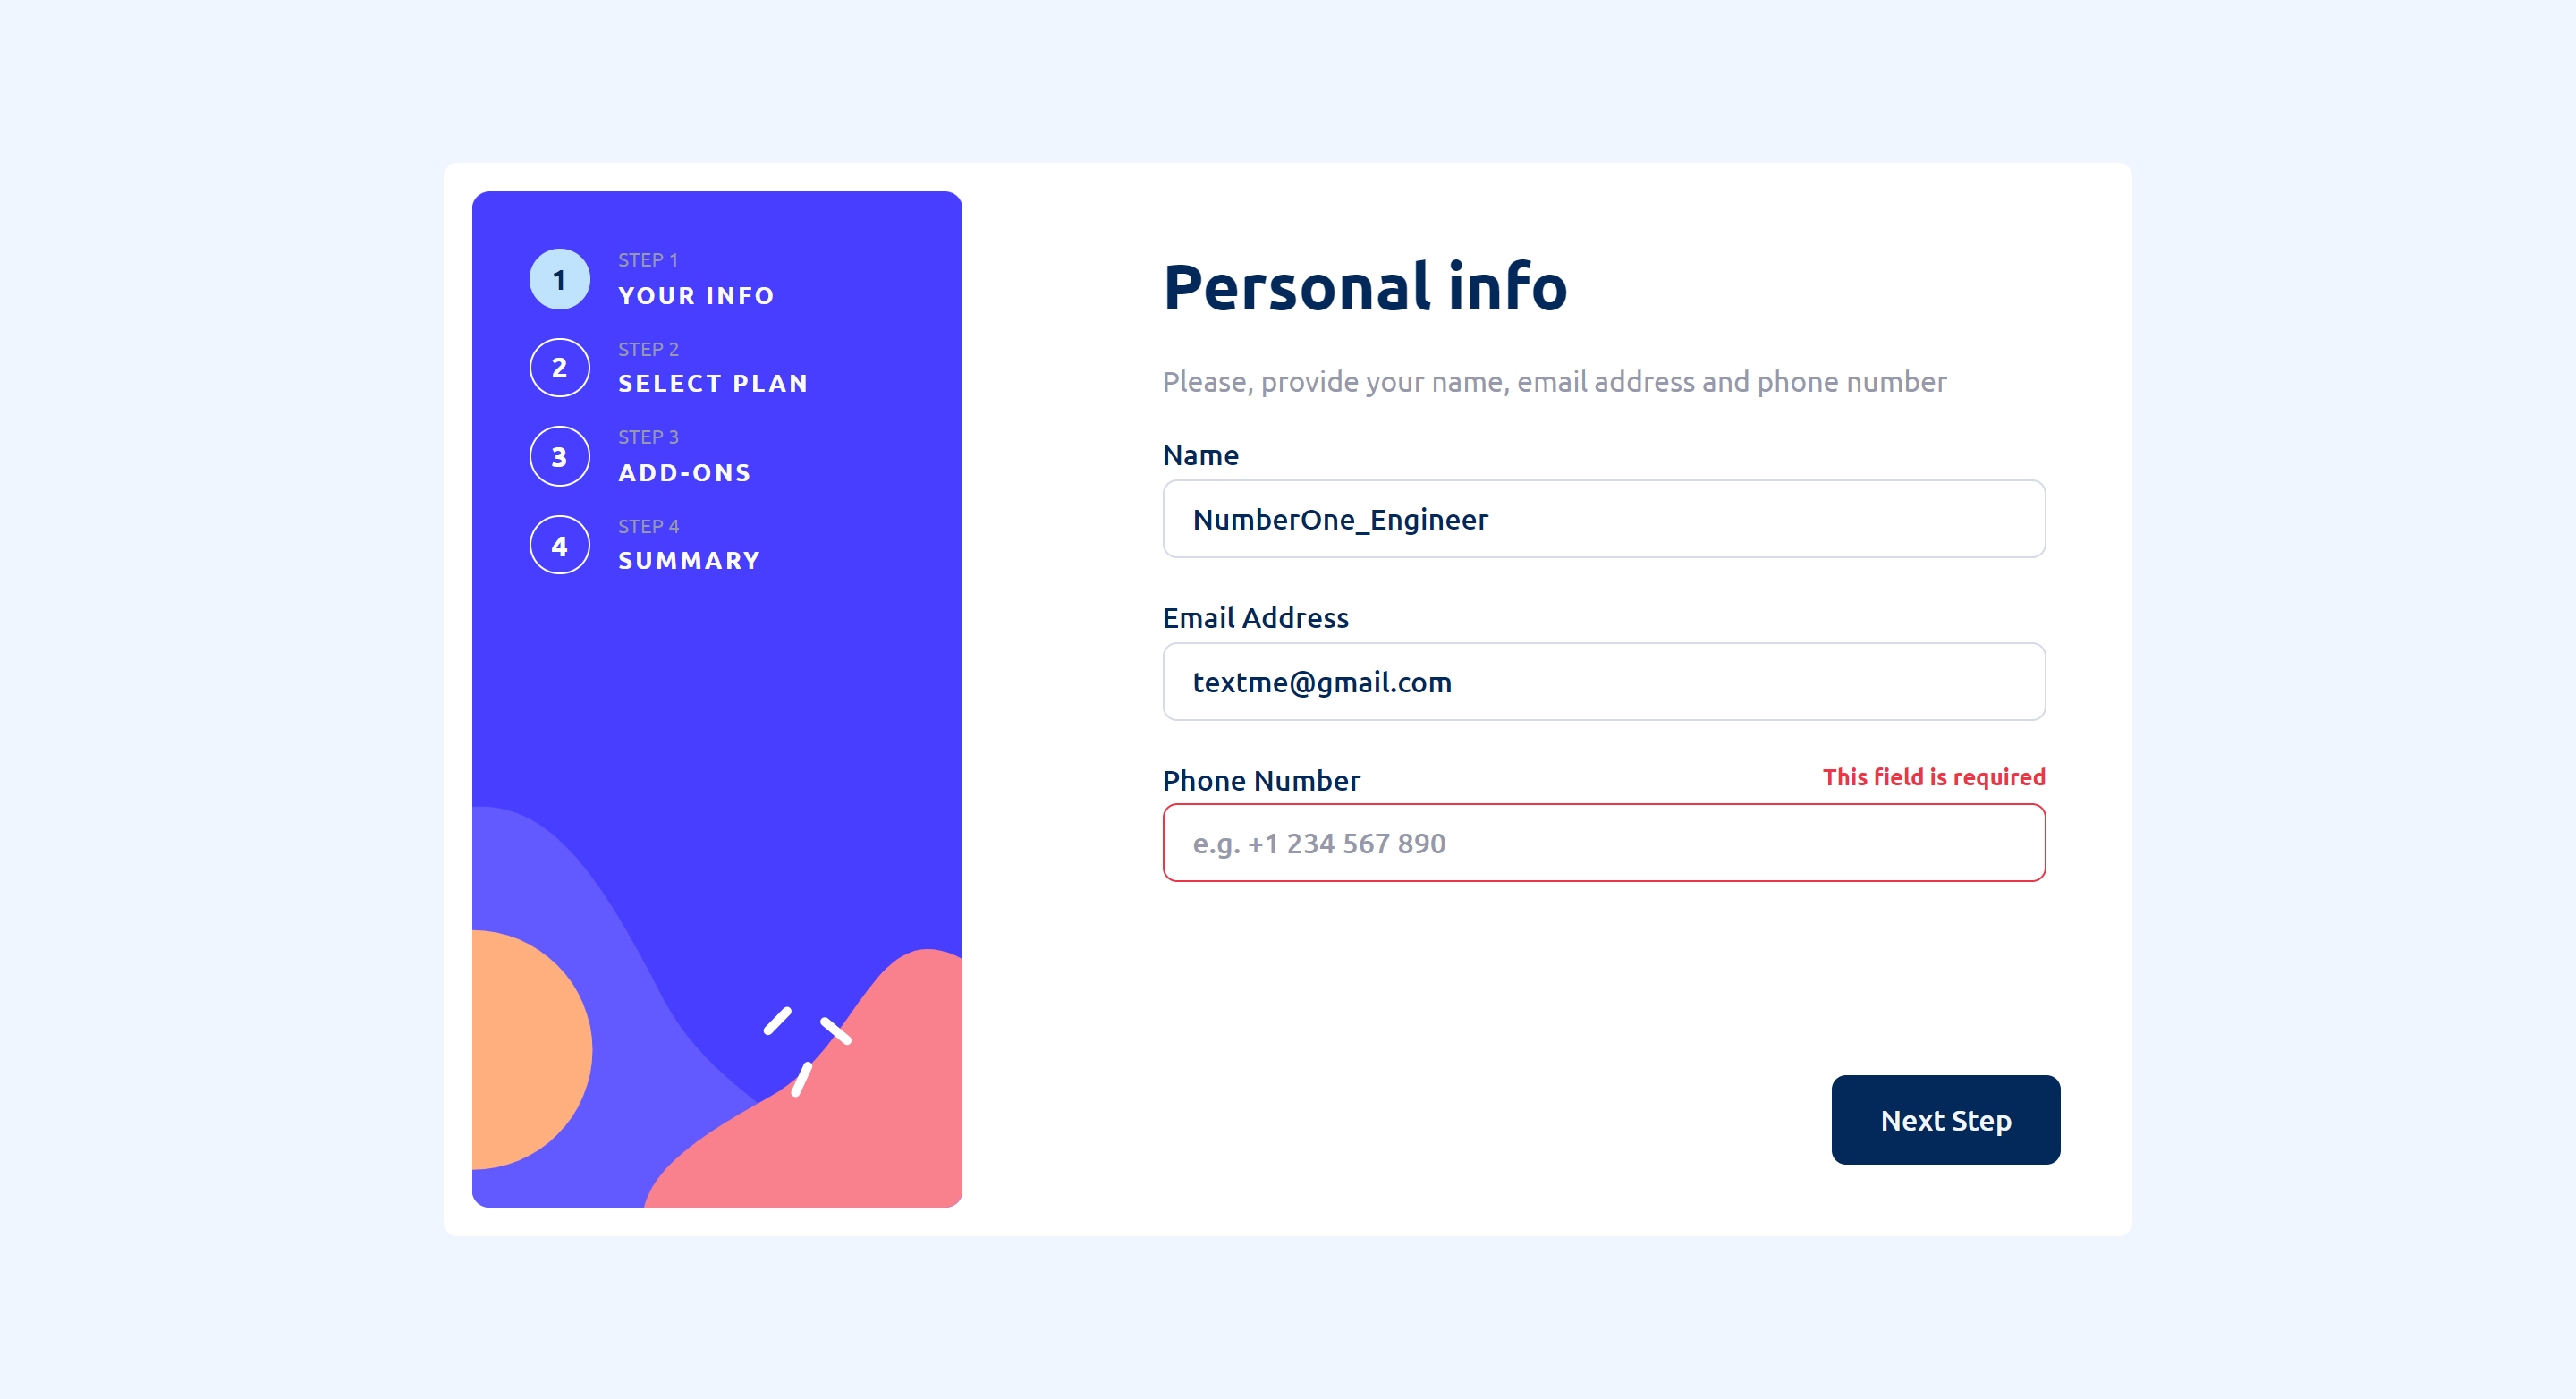 1
STEP 1
YOUR INFO
2
STEP 2
SELECT PLAN
3
STEP 3
ADD-ONS
4
STEP 4
SUMMARY
Personal info
Please, provide your name, email address and phone number
Name
NumberOne_Engineer
Email Address
textme@gmail.com
Phone Number
This field is required
e.g. +1 234 567 890
Next Step